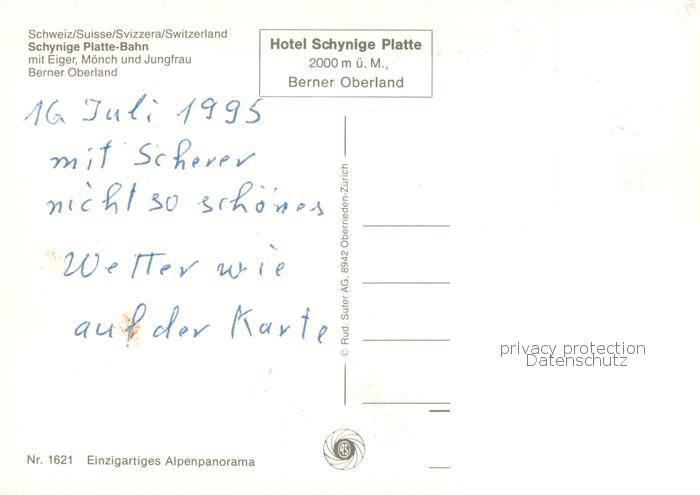 Schweiz/Suisse/Svizzera/Switzerland
Schynige Platte-Bahn
mit Eiger, Mönch und Jungfrau
Berner Oberland
Hotel Schynige Platte
2000 m ü. M.
Berner Oberland
16. Juli 1995
mit Scherer
nicht so schönes
Wetter wie
auf der Karte
© Rud. Suter AG, 8942 Oberrieden-Zürich
privacy protection
Datenschutz
Nr. 1621 Einzigartiges Alpenpanorama